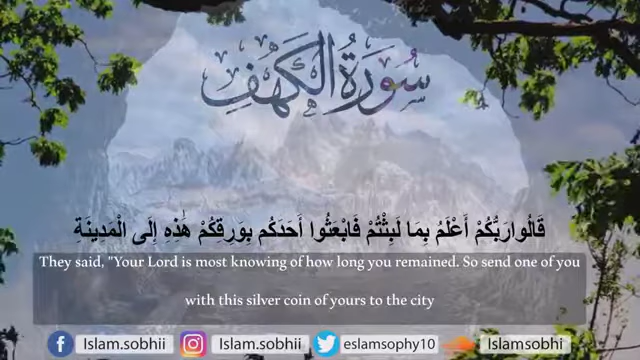 سُورَةُ الكَهْفِ
قَالُوا رَبُّكُمْ أَعْلَمُ بِمَا لَبِثْتُمْ فَابْعَثُوا أَحَدَكُم بِوَرِقِكُمْ هَٰذِهِ إِلَى الْمَدِينَةِ
They said, "Your Lord is most knowing of how long you remained. So send one of you
with this silver coin of yours to the city
Islam.sobhii Islam.sobhii eslamsophy10 Islamsobhi